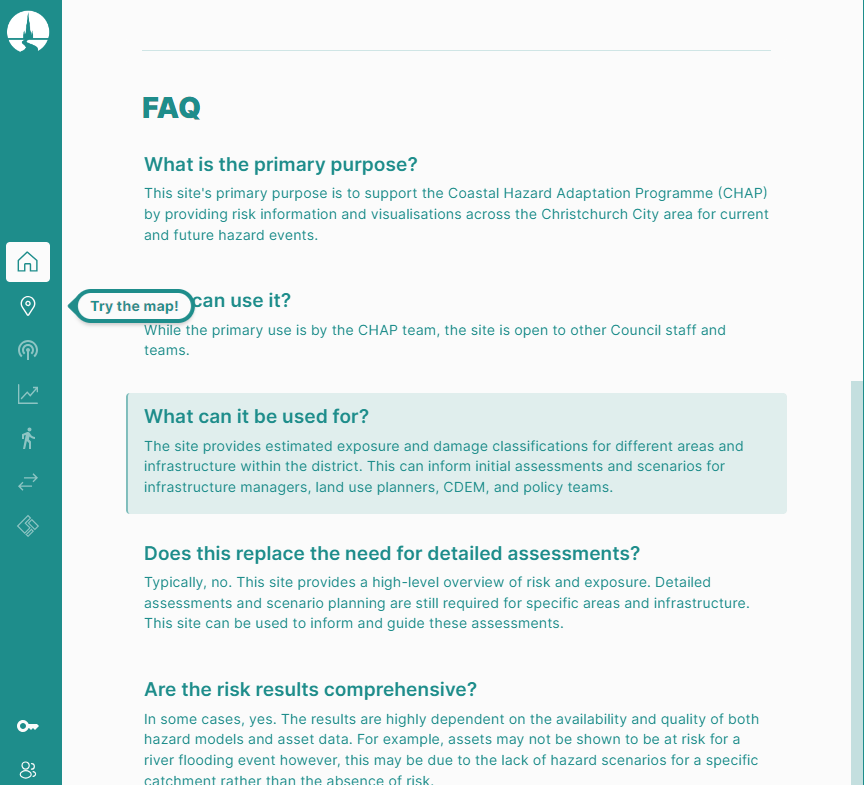 FAQ
What is the primary purpose?
This site's primary purpose is to support the Coastal Hazard Adaptation Programme (CHAP)
by providing risk information and visualisations across the Christchurch City area for current
and future hazard events.
Try the map!
can use it?
While the primary use is by the CHAP team, the site is open to other Council staff and
teams.
What can it be used for?
The site provides estimated exposure and damage classifications for different areas and
infrastructure within the district. This can inform initial assessments and scenarios for
infrastructure managers, land use planners, CDEM, and policy teams.
Does this replace the need for detailed assessments?
Typically, no. This site provides a high-level overview of risk and exposure. Detailed
assessments and scenario planning are still required for specific areas and infrastructure.
This site can be used to inform and guide these assessments.
Are the risk results comprehensive?
In some cases, yes. The results are highly dependent on the availability and quality of both
hazard models and asset data. For example, assets may not be shown to be at risk for a
river flooding event however, this may be due to the lack of hazard scenarios for a specific
catchment rather than the absence of risk.